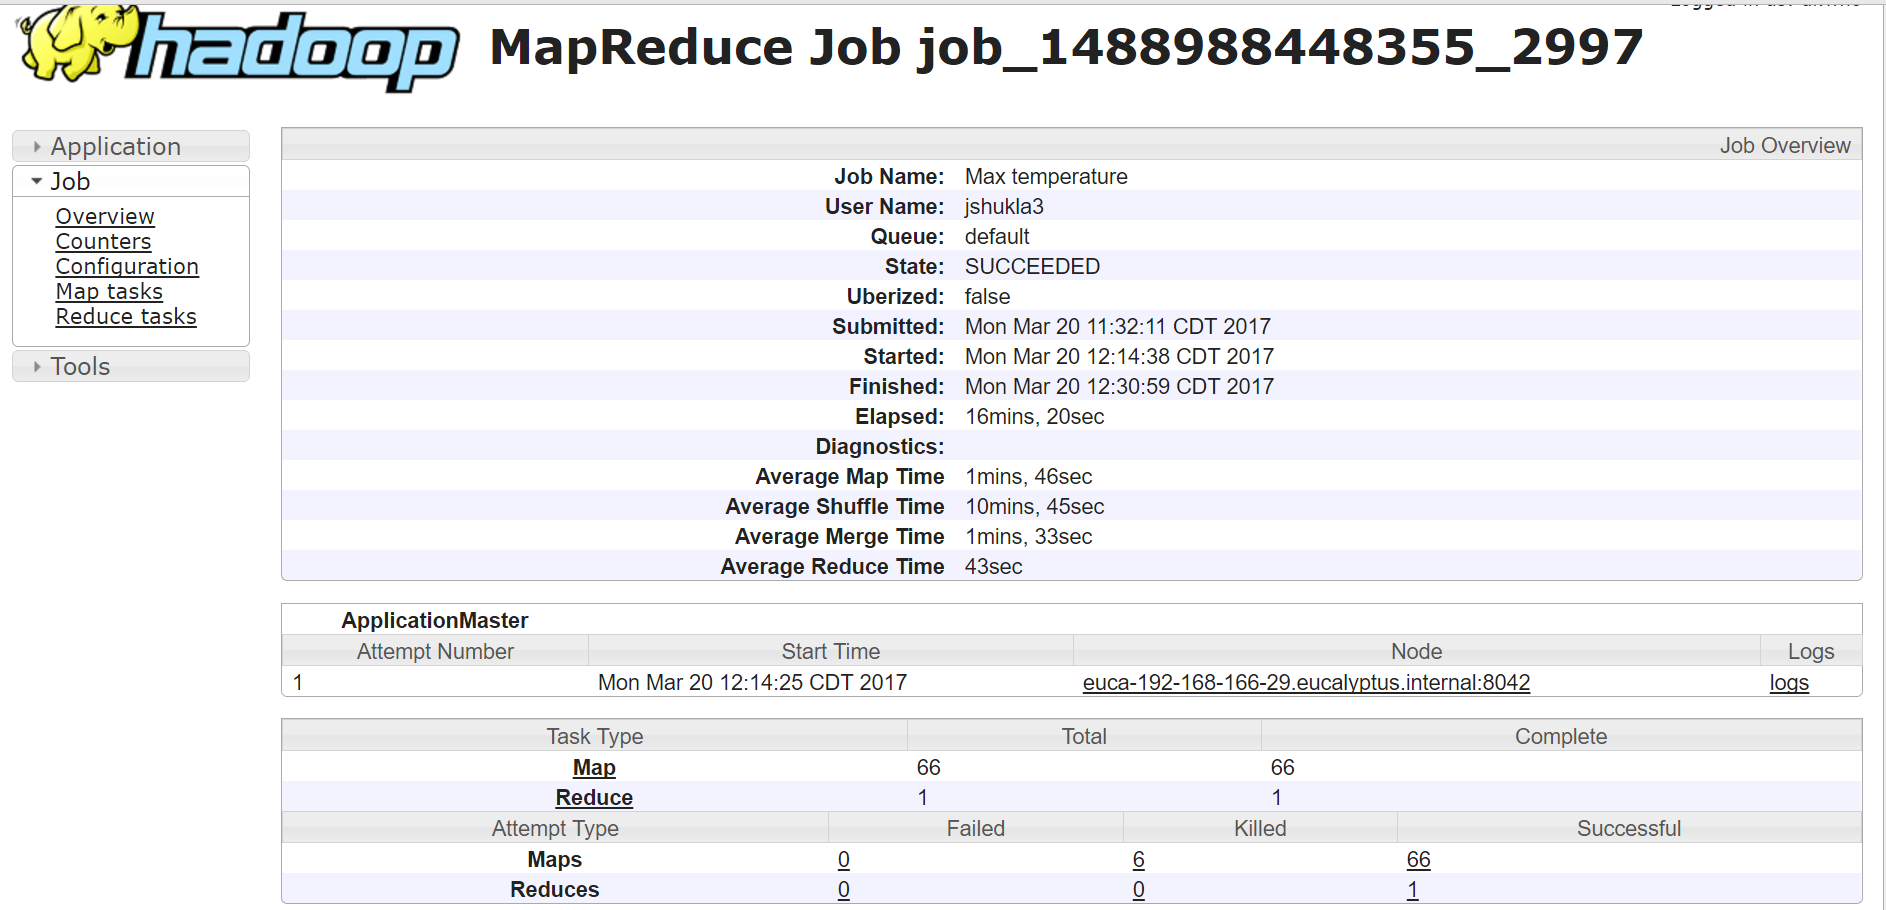 hadoop MapReduce Job job_1488988448355_2997
Application
Job
Overview
Counters
Configuration
Map tasks
Reduce tasks
Tools
Job Overview
Job Name: Max temperature
User Name: jshukla3
Queue: default
State: SUCCEEDED
Uberized: false
Submitted: Mon Mar 20 11:32:11 CDT 2017
Started: Mon Mar 20 12:14:38 CDT 2017
Finished: Mon Mar 20 12:30:59 CDT 2017
Elapsed: 16mins, 20sec
Diagnostics:
Average Map Time 1mins, 46sec
Average Shuffle Time 10mins, 45sec
Average Merge Time 1mins, 33sec
Average Reduce Time 43sec
ApplicationMaster
Attempt Number Start Time Node Logs
1 Mon Mar 20 12:14:25 CDT 2017 euca-192-168-166-29.eucalyptus.internal:8042 logs
Task Type Total Complete
Map 66 66
Reduce 1 1
Attempt Type Failed Killed Successful
Maps 0 6 66
Reduces 0 0 1